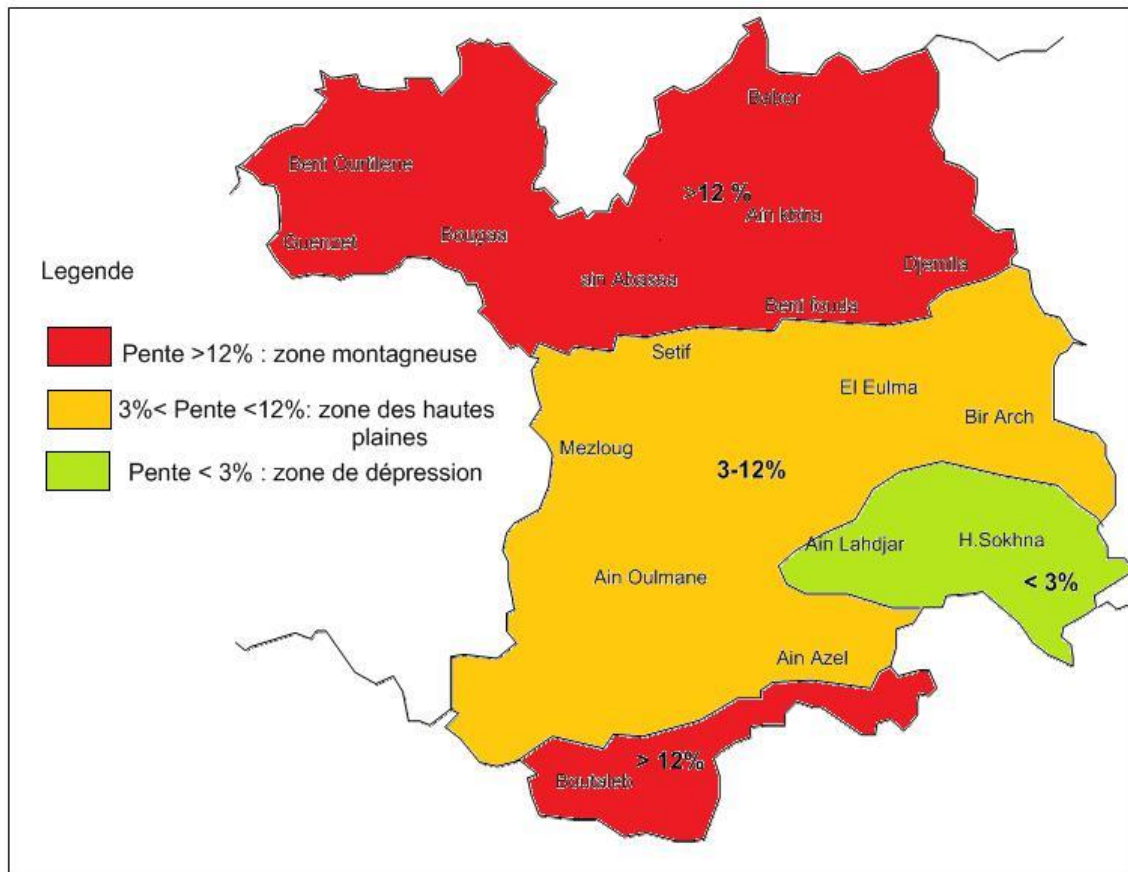 Babor
Beni Ourtilene
>12 %
Ain kbira
Guenzet
Bougaa
Djemila
ain Abasaa
Beni fouda
Legende
Pente >12% : zone montagneuse
3%< Pente <12%: zone des hautes
plaines
Pente < 3% : zone de dépression
Setif
El Eulma
Bir Arch
Mezloug
3-12%
Ain Lahdjar
H.Sokhna
< 3%
Ain Oulmane
Ain Azel
> 12%
Boutaleb